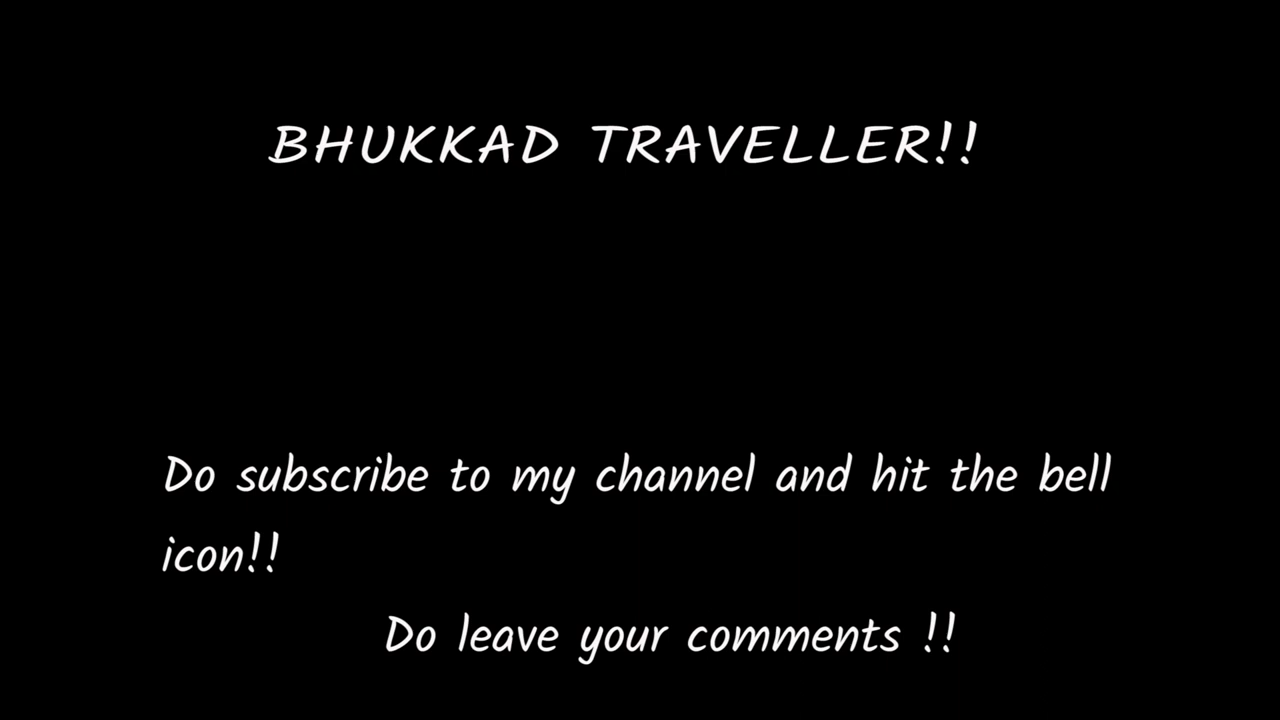 BHUKKAD TRAVELLER!!
Do subscribe to my channel and hit the bell
icon!!
Do leave your comments !!